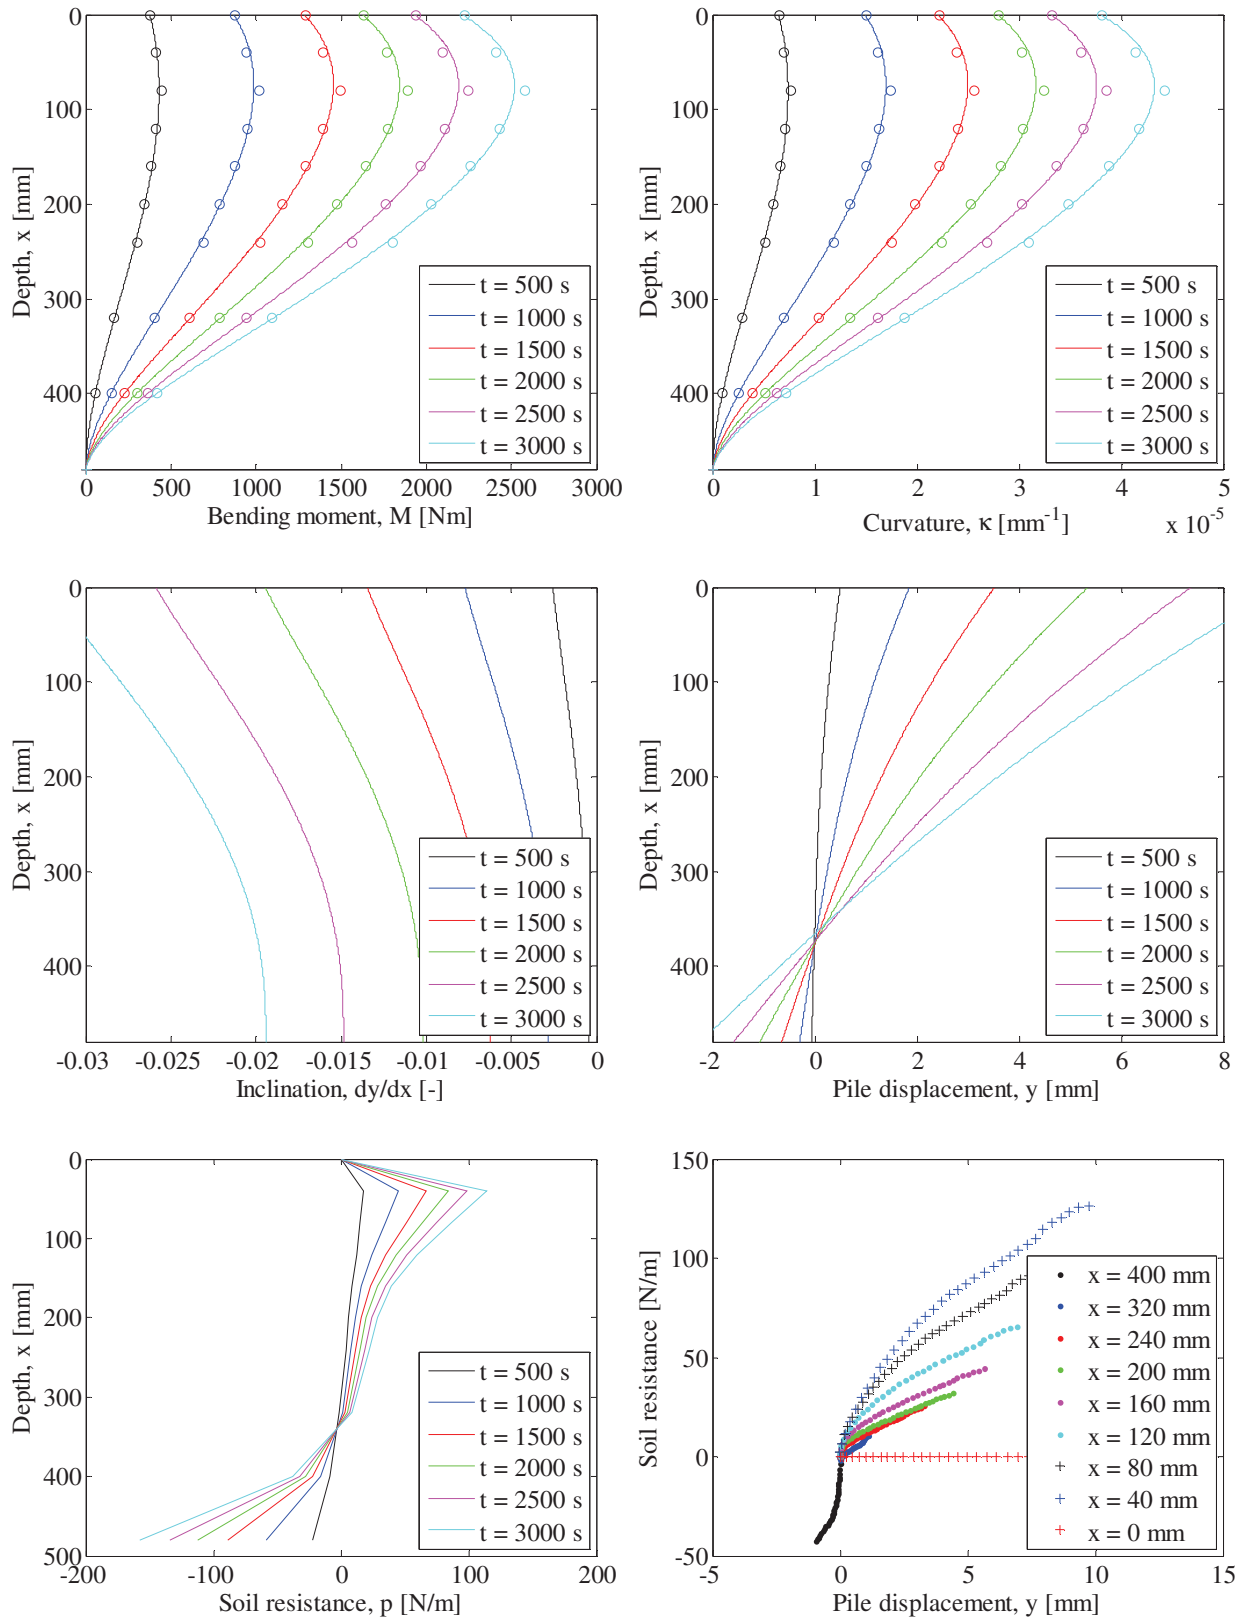 0
100
200
300
400
Depth, x [mm]
t = 500 s
t = 1000 s
t = 1500 s
t = 2000 s
t = 2500 s
t = 3000 s
0 500 1000 1500 2000 2500 3000
Bending moment, M [Nm]
0
100
200
300
400
Depth, x [mm]
t = 500 s
t = 1000 s
t = 1500 s
t = 2000 s
t = 2500 s
t = 3000 s
0 1 2 3 4 5
Curvature, κ [mm⁻¹]
x 10⁻⁵
0
100
200
300
400
Depth, x [mm]
t = 500 s
t = 1000 s
t = 1500 s
t = 2000 s
t = 2500 s
t = 3000 s
-0.03 -0.025 -0.02 -0.015 -0.01 -0.005 0
Inclination, dy/dx [-]
0
100
200
300
400
Depth, x [mm]
t = 500 s
t = 1000 s
t = 1500 s
t = 2000 s
t = 2500 s
t = 3000 s
-2 0 2 4 6 8
Pile displacement, y [mm]
0
100
200
300
400
500
Depth, x [mm]
t = 500 s
t = 1000 s
t = 1500 s
t = 2000 s
t = 2500 s
t = 3000 s
-200 -100 0 100 200
Soil resistance, p [N/m]
150
100
50
0
-50
Soil resistance [N/m]
x = 400 mm
x = 320 mm
x = 240 mm
x = 200 mm
x = 160 mm
x = 120 mm
x = 80 mm
x = 40 mm
x = 0 mm
-5 0 5 10 15
Pile displacement, y [mm]